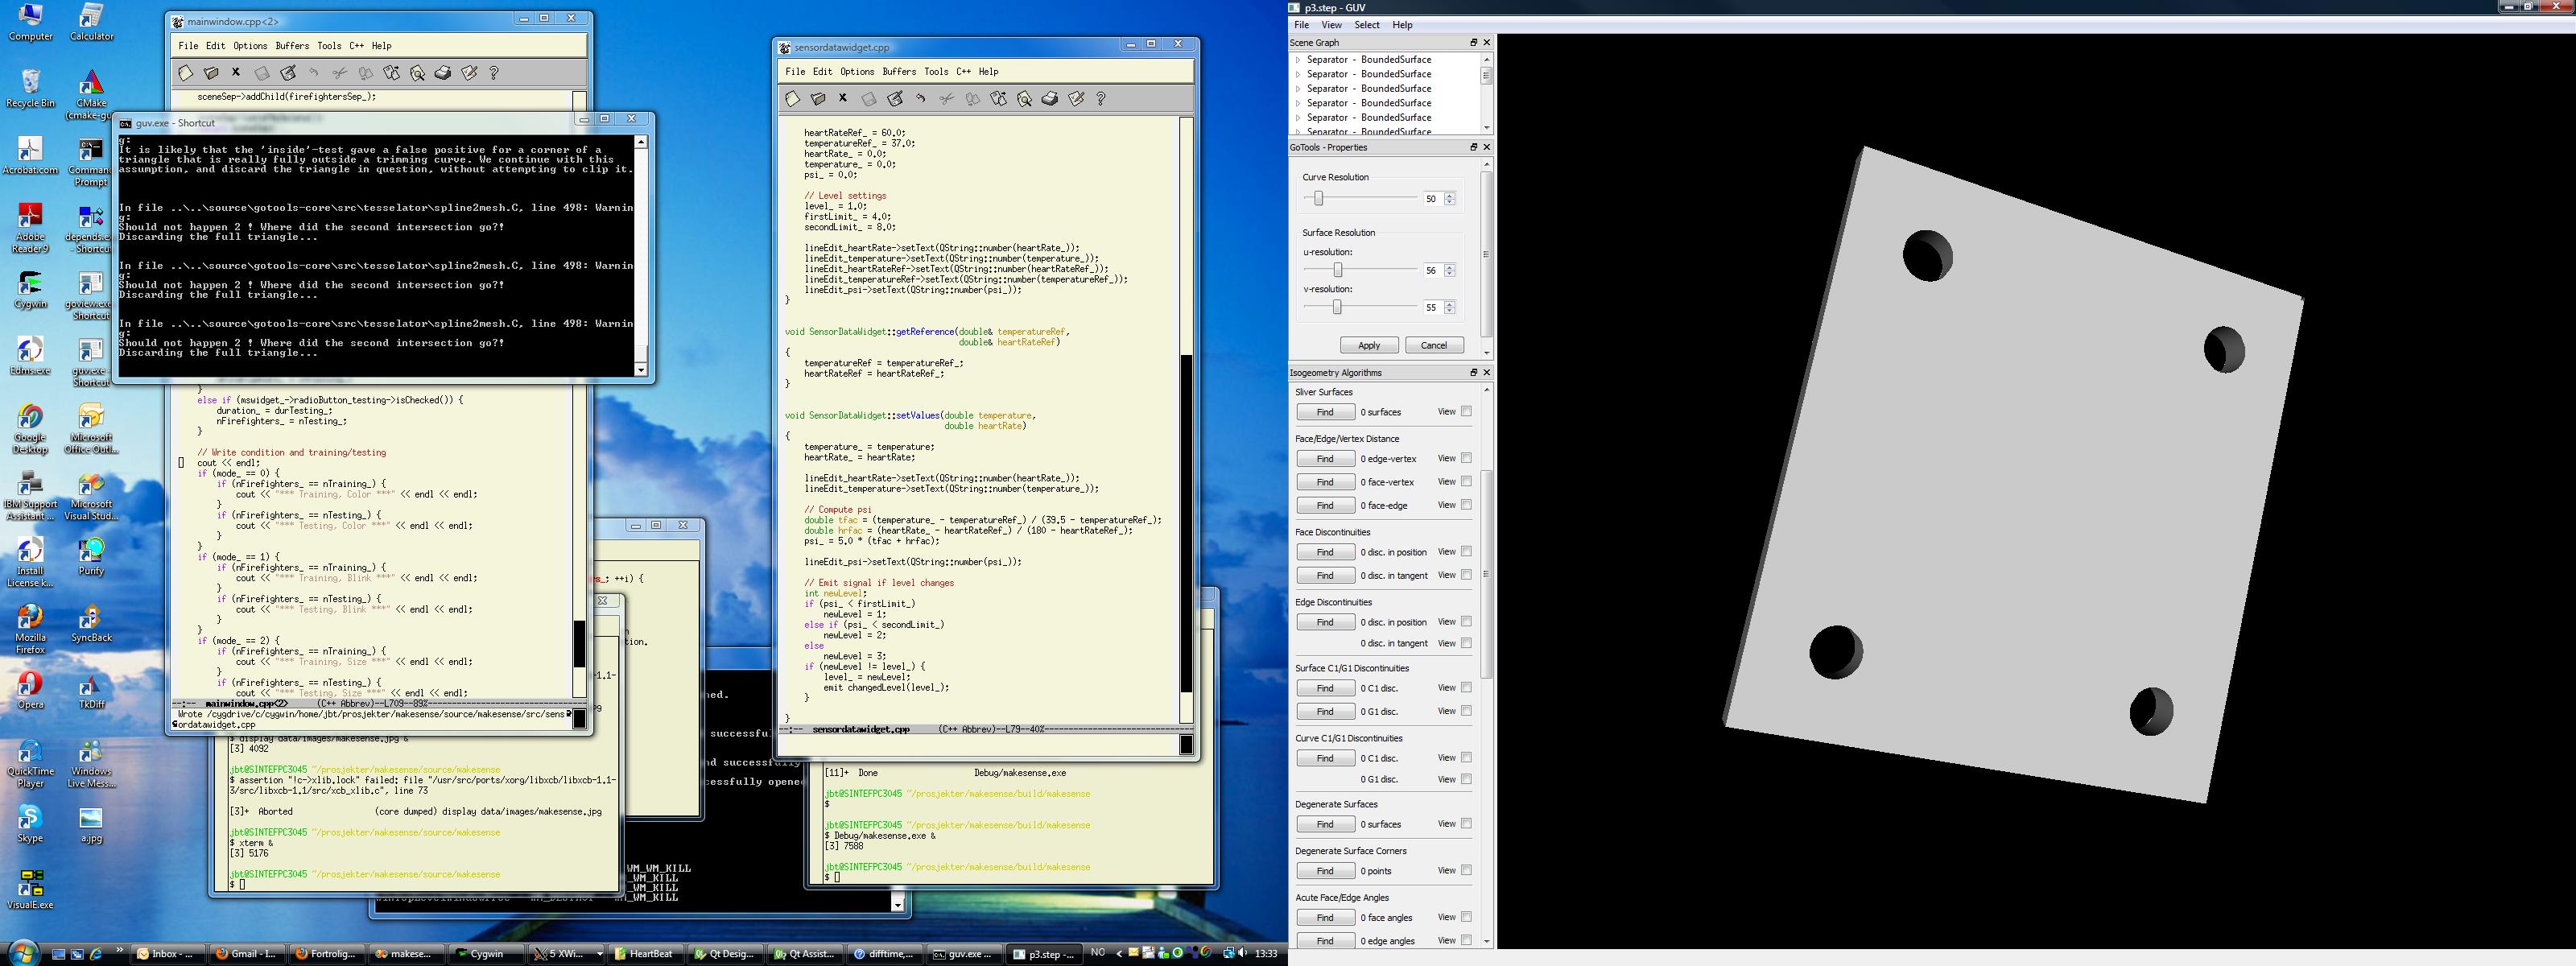 Computer
Calculator
Recycle Bin
CMake
(cmake-gu
Acrobat.com
Command
Prompt
Adobe
Reader 9
depends.ex
- Shortcut
Cygwin
goview.exe
Shortcut
Edms.exe
guv.exe -
Shortcut
Google
Desktop
Microsoft
Office Outl...
IBM Support
Assistant ...
Microsoft
Visual Stud...
Install
License k...
Purify
Mozilla
Firefox
SyncBack
Opera
TkDiff
QuickTime
Player
Windows
Live Mess...
Skype
a.jpg
VisualE.exe
mainwindow.cpp<2>
File Edit Options Buffers Tools C++ Help
sceneSep->addChild(firefightersSep_);
guv.exe - Shortcut
g:
It is likely that the 'inside'-test gave a false positive for a corner of a
triangle that is really fully outside a trimming curve. We continue with this
assumption, and discard the triangle in question, without attempting to clip it.
In file ..\..\source\gotools-core\src\tesselator\spline2mesh.C, line 498: Warnin
g:
Should not happen 2 ! Where did the second intersection go?!
Discarding the full triangle...
In file ..\..\source\gotools-core\src\tesselator\spline2mesh.C, line 498: Warnin
g:
Should not happen 2 ! Where did the second intersection go?!
Discarding the full triangle...
In file ..\..\source\gotools-core\src\tesselator\spline2mesh.C, line 498: Warnin
g:
Should not happen 2 ! Where did the second intersection go?!
Discarding the full triangle...
}
else if (mswidget_->radioButton_testing->isChecked()) {
duration_ = durTesting_;
nFirefighters_ = nTesting_;
}
// Write condition and training/testing
cout << endl;
if (mode_ == 0) {
if (nFirefighters_ == nTraining_) {
cout << "*** Training, Color ***" << endl << endl;
}
if (nFirefighters_ == nTesting_) {
cout << "*** Testing, Color ***" << endl << endl;
}
}
if (mode_ == 1) {
if (nFirefighters_ == nTraining_) {
cout << "*** Training, Blink ***" << endl << endl;
}
if (nFirefighters_ == nTesting_) {
cout << "*** Testing, Blink ***" << endl << endl;
}
}
if (mode_ == 2) {
if (nFirefighters_ == nTraining_) {
cout << "*** Training, Size ***" << endl << endl;
}
if (nFirefighters_ == nTesting_) {
cout << "*** Testing, Size ***" << endl << endl;
--:-- mainwindow.cpp<2> (C++ Abbrev)--L709--89%
Wrote /cygdrive/c/cygwin/home/jbt/prosjekter/makesense/source/makesense/src/sens
ordatawidget.cpp
$ display data/images/makesense.jpg &
[3] 4092
jbt@SINTEFPC3045 ~/prosjekter/makesense/source/makesense
$ assertion "!c->xlib.lock" failed: file "/usr/src/ports/xorg/libxcb/libxcb-1.1-
3/src/libxcb-1.1/src/xcb_xlib.c", line 73
[3]+ Aborted (core dumped) display data/images/makesense.jpg
jbt@SINTEFPC3045 ~/prosjekter/makesense/source/makesense
$ xterm &
[3] 5176
jbt@SINTEFPC3045 ~/prosjekter/makesense/source/makesense
$
; ++i) {
tion.
-1.1-
ned.
successful
nd successfully
essfully opene
WM_WM_KILL
WM_KILL
WM_KILL
WM_KILL
sensordatawidget.cpp
File Edit Options Buffers Tools C++ Help
heartRateRef_ = 60.0;
temperatureRef_ = 37.0;
heartRate_ = 0.0;
temperature_ = 0.0;
psi_ = 0.0;
// Level settings
level_ = 1.0;
firstLimit_ = 4.0;
secondLimit_ = 8.0;
lineEdit_heartRate->setText(QString::number(heartRate_));
lineEdit_temperature->setText(QString::number(temperature_));
lineEdit_heartRateRef->setText(QString::number(heartRateRef_));
lineEdit_temperatureRef->setText(QString::number(temperatureRef_));
lineEdit_psi->setText(QString::number(psi_));
}
void SensorDataWidget::getReference(double& temperatureRef,
double& heartRateRef)
{
temperatureRef = temperatureRef_;
heartRateRef = heartRateRef_;
}
void SensorDataWidget::setValues(double temperature,
double heartRate)
{
temperature_ = temperature;
heartRate_ = heartRate;
lineEdit_heartRate->setText(QString::number(heartRate_));
lineEdit_temperature->setText(QString::number(temperature_));
// Compute psi
double tfac = (temperature_ - temperatureRef_) / (39.5 - temperatureRef_);
double hrfac = (heartRate_ - heartRateRef_) / (180 - heartRateRef_);
psi_ = 5.0 * (tfac + hrfac);
lineEdit_psi->setText(QString::number(psi_));
// Emit signal if level changes
int newLevel;
if (psi_ < firstLimit_)
newLevel = 1;
else if (psi_ < secondLimit_)
newLevel = 2;
else
newLevel = 3;
if (newLevel != level_) {
level_ = newLevel;
emit changedLevel(level_);
}
}
--:-- sensordatawidget.cpp (C++ Abbrev)--L79--40%
[11]+ Done Debug/makesense.exe
jbt@SINTEFPC3045 ~/prosjekter/makesense/build/makesense
$
jbt@SINTEFPC3045 ~/prosjekter/makesense/build/makesense
$ Debug/makesense.exe &
[3] 7588
jbt@SINTEFPC3045 ~/prosjekter/makesense/build/makesense
$
Inbox - ...
Gmail - I...
Fortrolig...
makese...
Cygwin
5 XWi...
HeartBeat
Qt Desig...
Qt Assist...
difftime,...
guv.exe ...
p3.step -...
NO
13:33
p3.step - GUV
File View Select Help
Scene Graph
Separator - BoundedSurface
Separator - BoundedSurface
Separator - BoundedSurface
Separator - BoundedSurface
Separator - BoundedSurface
Separator - BoundedSurface
GoTools - Properties
Curve Resolution
50
Surface Resolution
u-resolution:
56
v-resolution:
55
Apply Cancel
Isogeometry Algorithms
Sliver Surfaces
Find 0 surfaces View
Face/Edge/Vertex Distance
Find 0 edge-vertex View
Find 0 face-vertex View
Find 0 face-edge View
Face Discontinuities
Find 0 disc. in position View
Find 0 disc. in tangent View
Edge Discontinuities
Find 0 disc. in position View
0 disc. in tangent View
Surface C1/G1 Discontinuities
Find 0 C1 disc. View
Find 0 G1 disc. View
Curve C1/G1 Discontinuities
Find 0 C1 disc. View
0 G1 disc. View
Degenerate Surfaces
Find 0 surfaces View
Degenerate Surface Corners
Find 0 points View
Acute Face/Edge Angles
Find 0 face angles View
Find 0 edge angles View